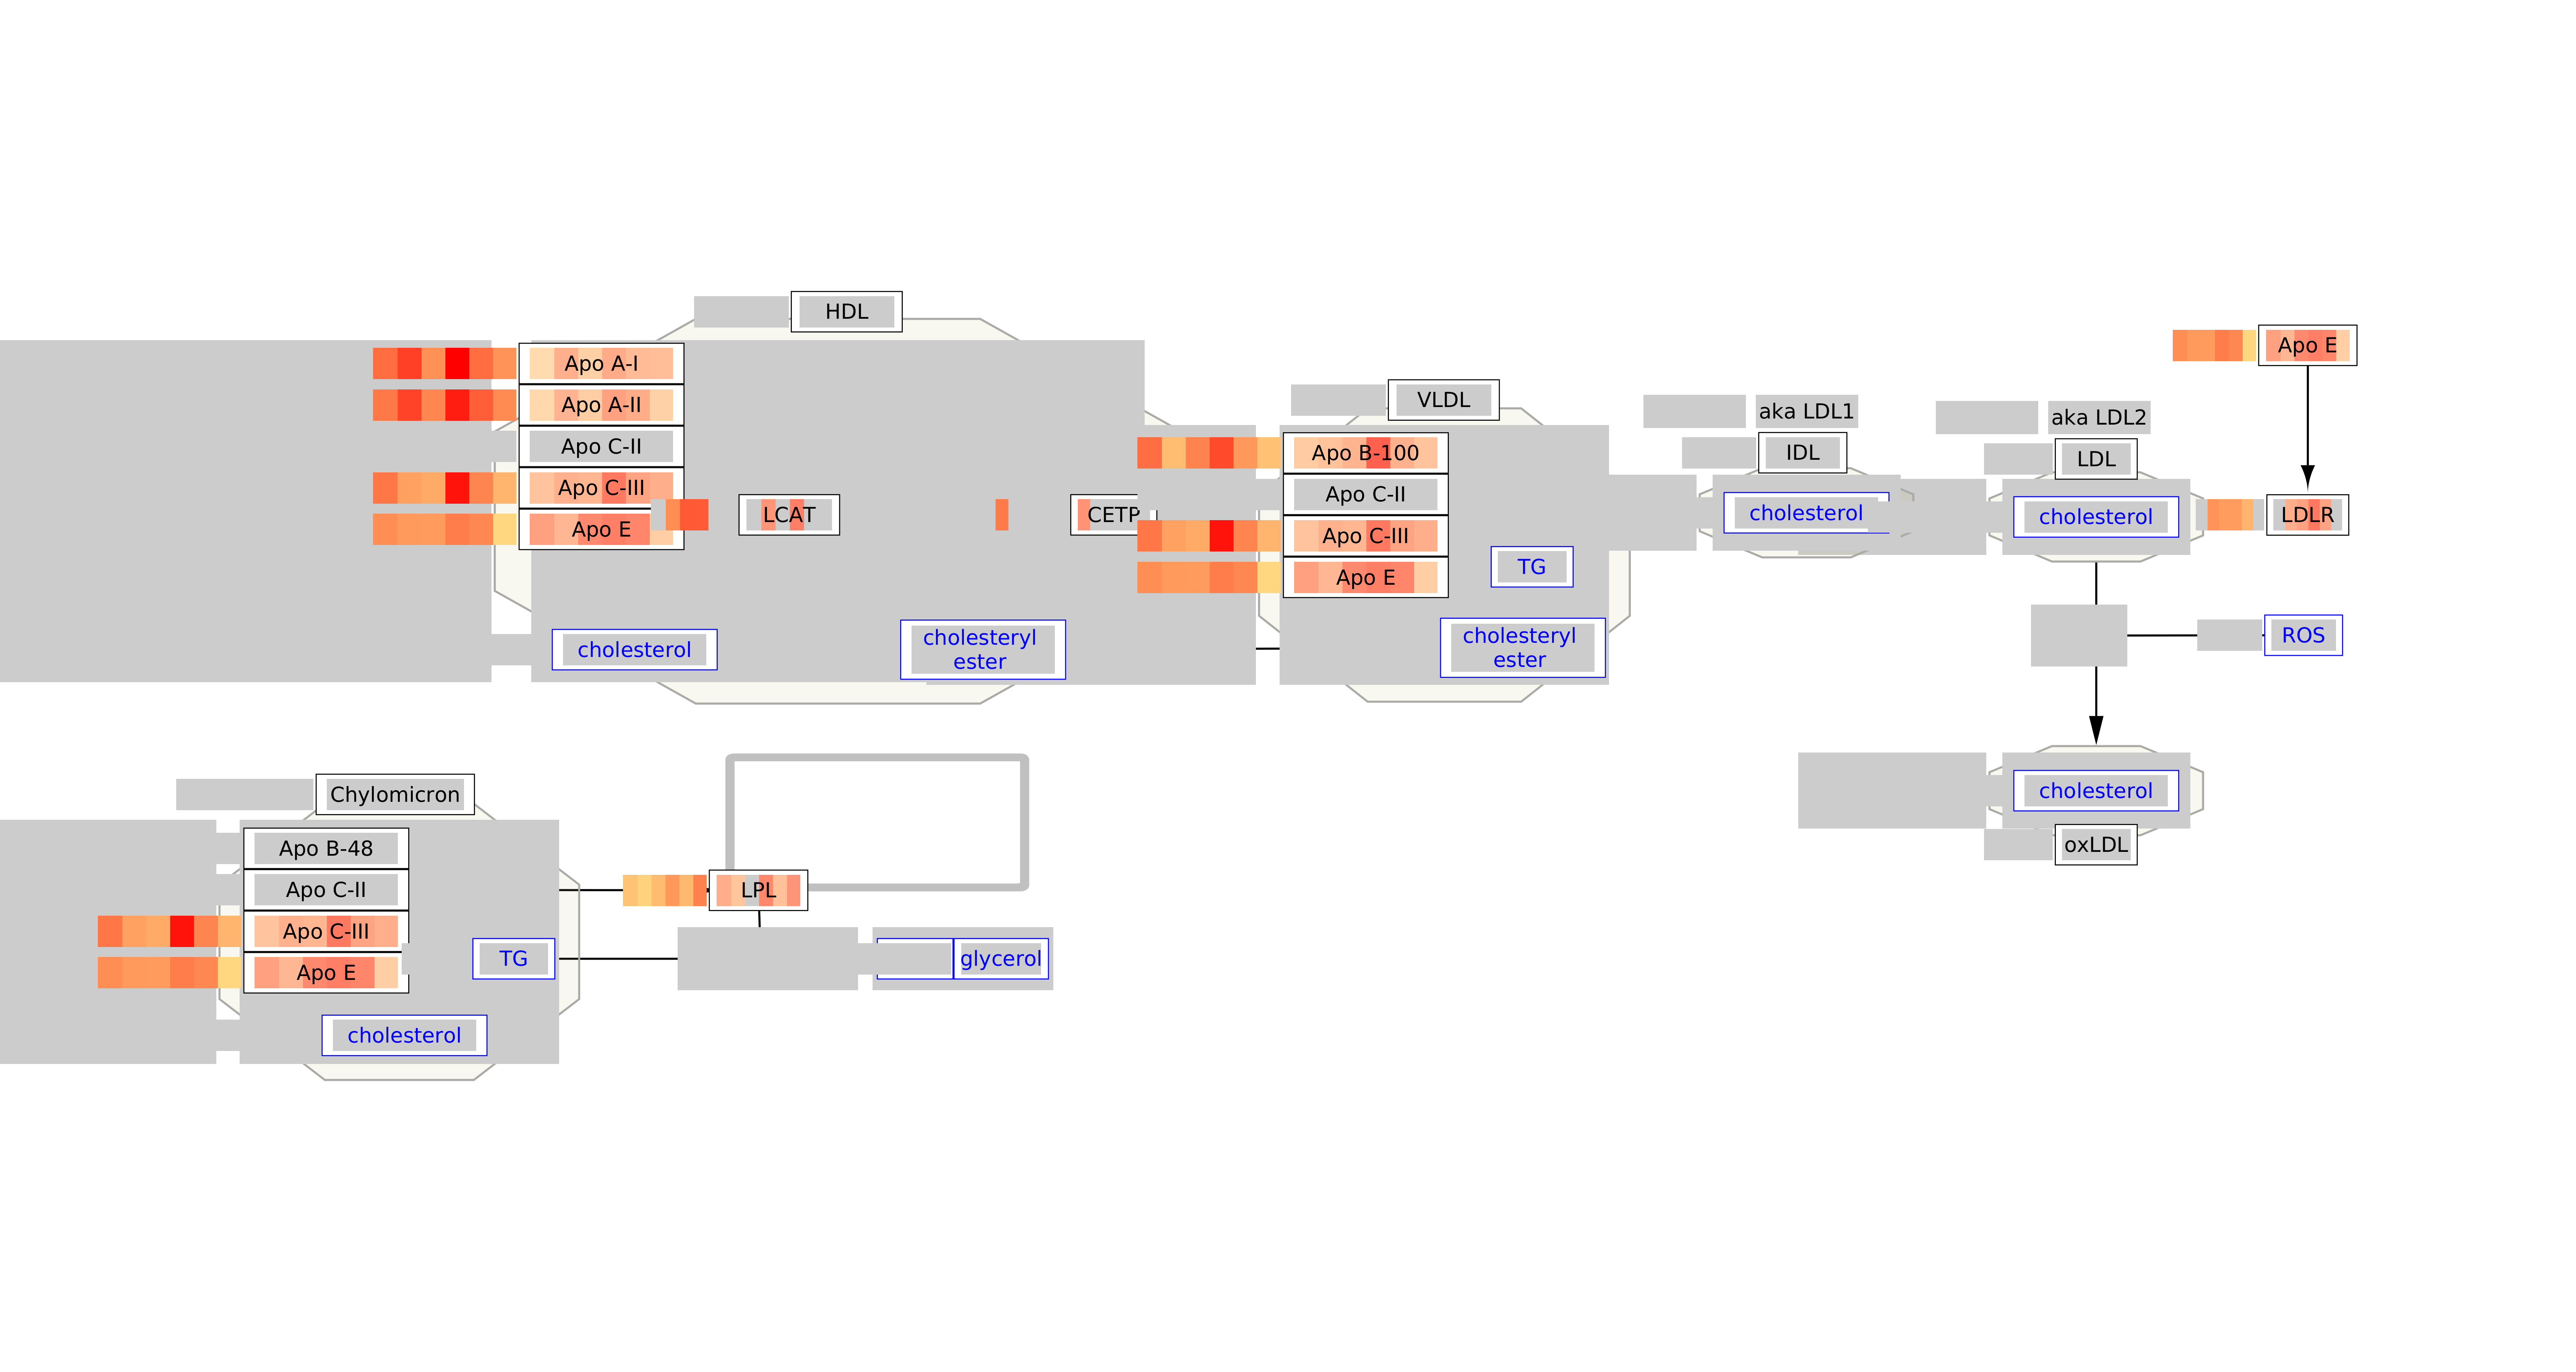 HDL
Apo A-I
Apo A-II
Apo C-II
Apo C-III
Apo E
LCAT
CETP
cholesterol
cholesteryl
ester
VLDL
Apo B-100
Apo C-II
Apo C-III
Apo E
TG
cholesteryl
ester
aka LDL1
IDL
cholesterol
aka LDL2
LDL
cholesterol
Apo E
LDLR
ROS
cholesterol
oxLDL
Chylomicron
Apo B-48
Apo C-II
Apo C-III
Apo E
TG
cholesterol
LPL
glycerol